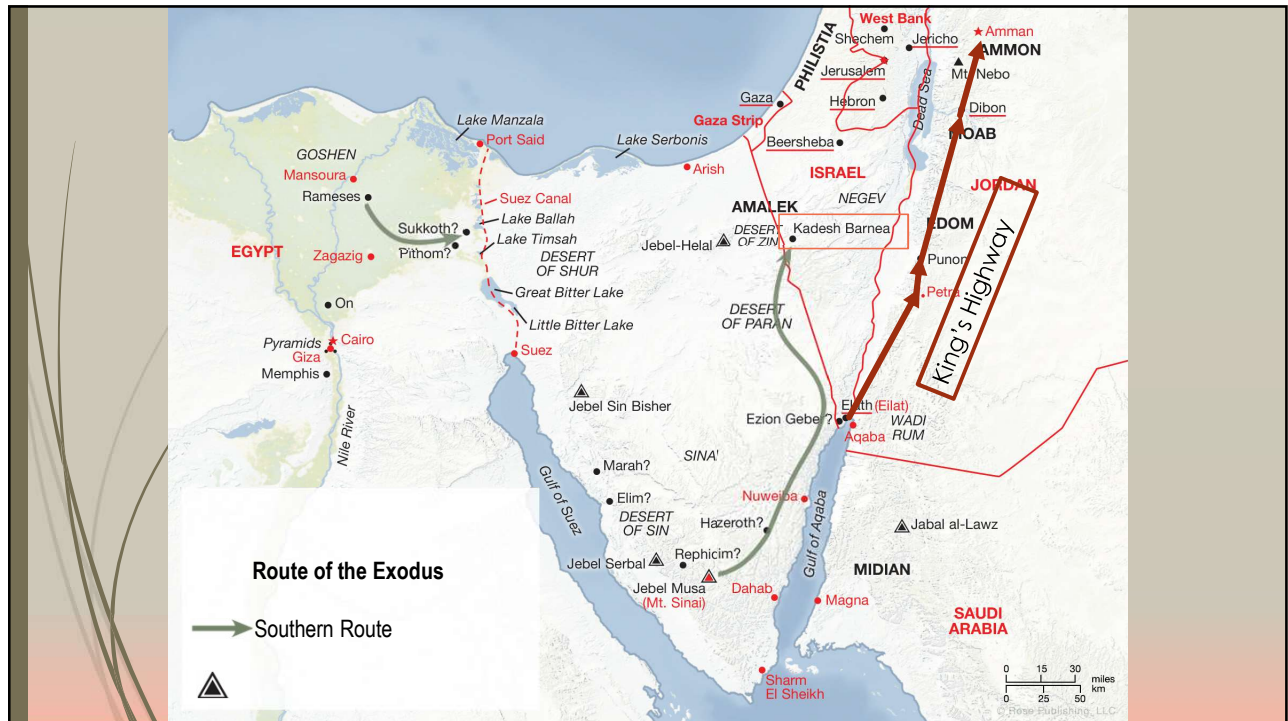 West Bank
Shechem
Jericho
Amman
AMMON
PHILISTIA
Mt. Nebo
Jerusalem
Dead Sea
Gaza
Hebron
Dibon
Gaza Strip
MOAB
Lake Manzala
Port Said
Lake Serbonis
Beersheba
GOSHEN
Arish
ISRAEL
Mansoura
JORDAN
Rameses
Suez Canal
NEGEV
AMALEK
Lake Ballah
Sukkoth?
EDOM
DESERT
OF ZIN
Kadesh Barnea
EGYPT
Pithom?
Lake Timsah
Jebel-Helal
Zagazig
DESERT
OF SHUR
Punon
Great Bitter Lake
Petra
On
DESERT
OF PARAN
Little Bitter Lake
King's Highway
Pyramids
Cairo
Giza
Suez
Memphis
Jebel Sin Bisher
Elath (Eilat)
Ezion Geber?
WADI
RUM
Aqaba
Nile River
SINAI
Marah?
Gulf of Suez
Elim?
Nuweiba
DESERT
OF SIN
Hazeroth?
Gulf of Aqaba
Jabal al-Lawz
Jebel Serbal
Rephicim?
MIDIAN
Route of the Exodus
Jebel Musa
(Mt. Sinai)
Dahab
Magna
SAUDI
ARABIA
Southern Route
Sharm
El Sheikh
0 15 30
miles
km
0 25 50
© Rose Publishing, LLC